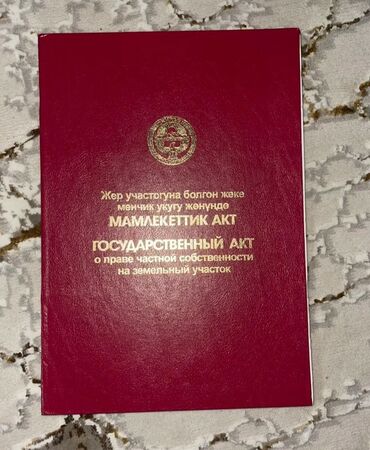 Жер участогуна болгон жеке
менчик укугу жөнүндө
МАМЛЕКЕТТИК АКТ
ГОСУДАРСТВЕННЫЙ АКТ
о праве частной собственности
на земельный участок